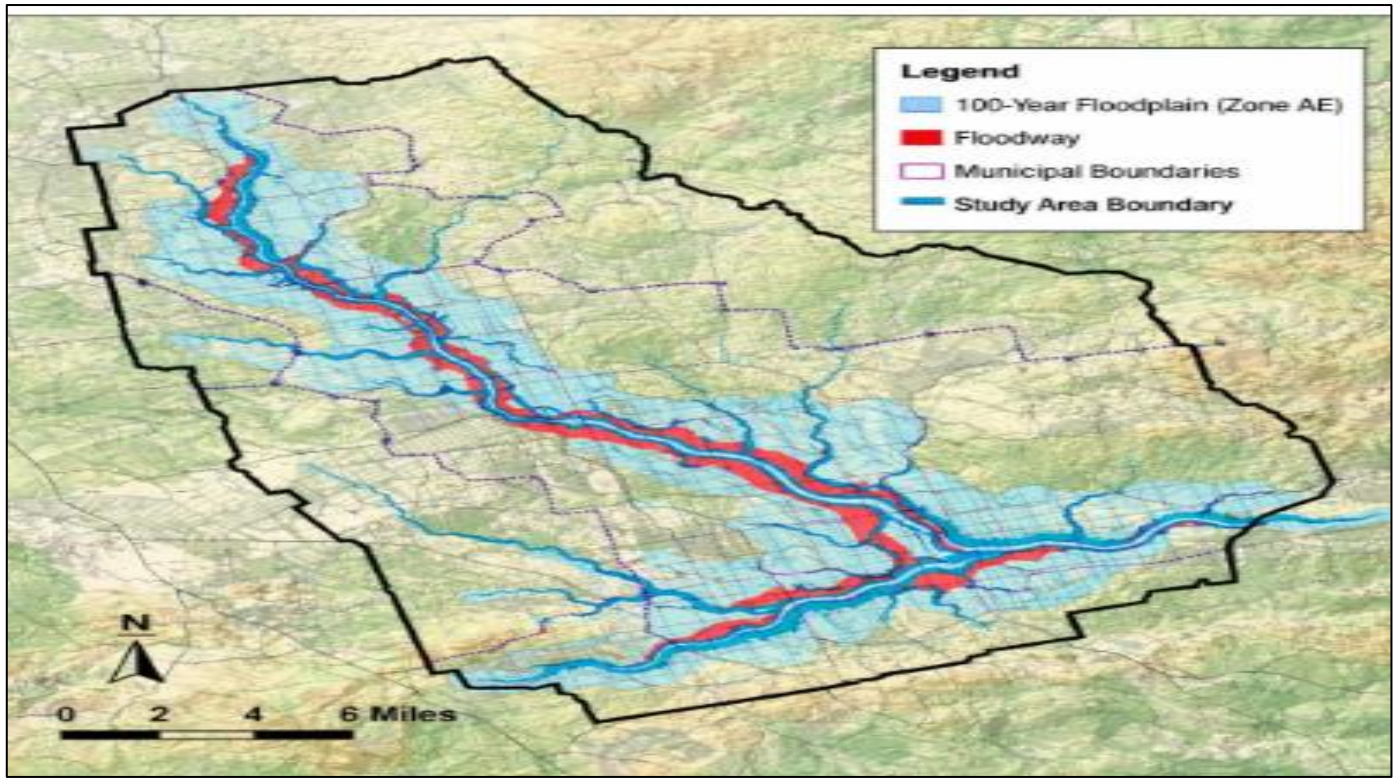 Legend
100-Year Floodplain (Zone AE)
Floodway
Municipal Boundaries
Study Area Boundary
N
0 2 4 6 Miles